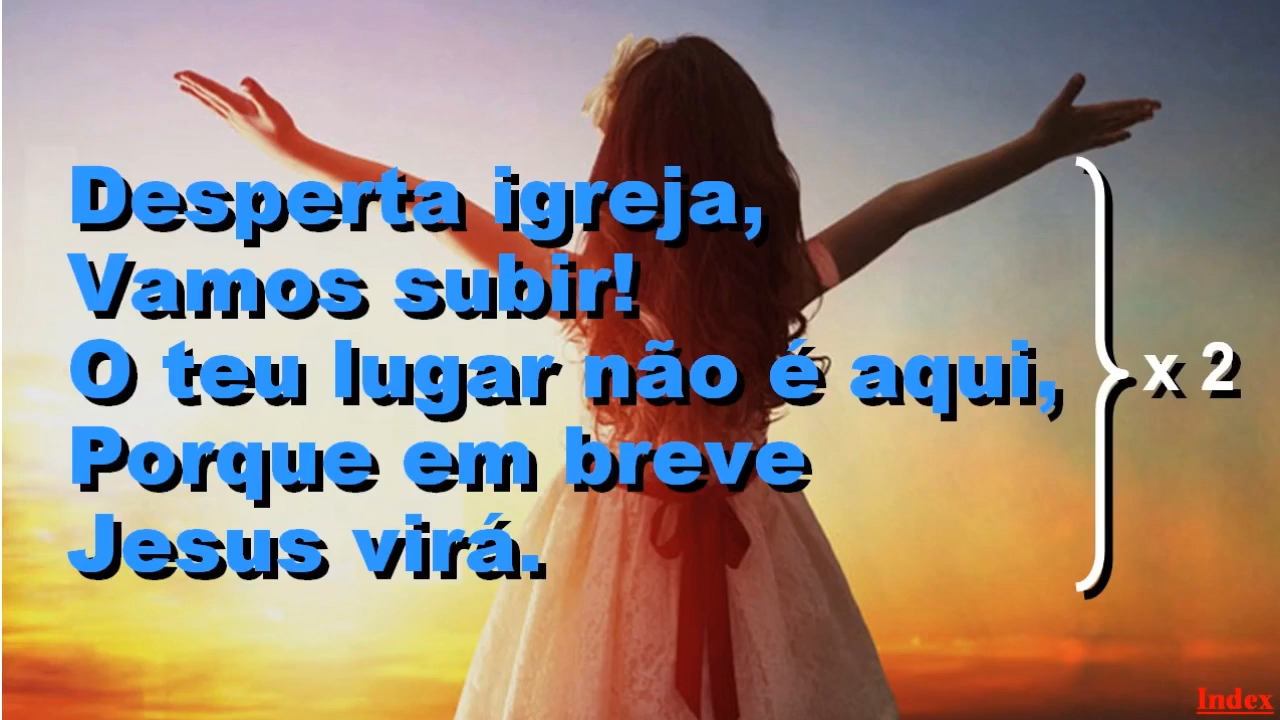 Desperta igreja,
Vamos subir!
O teu lugar não é aqui,
Porque em breve
Jesus virá.
x 2
Index